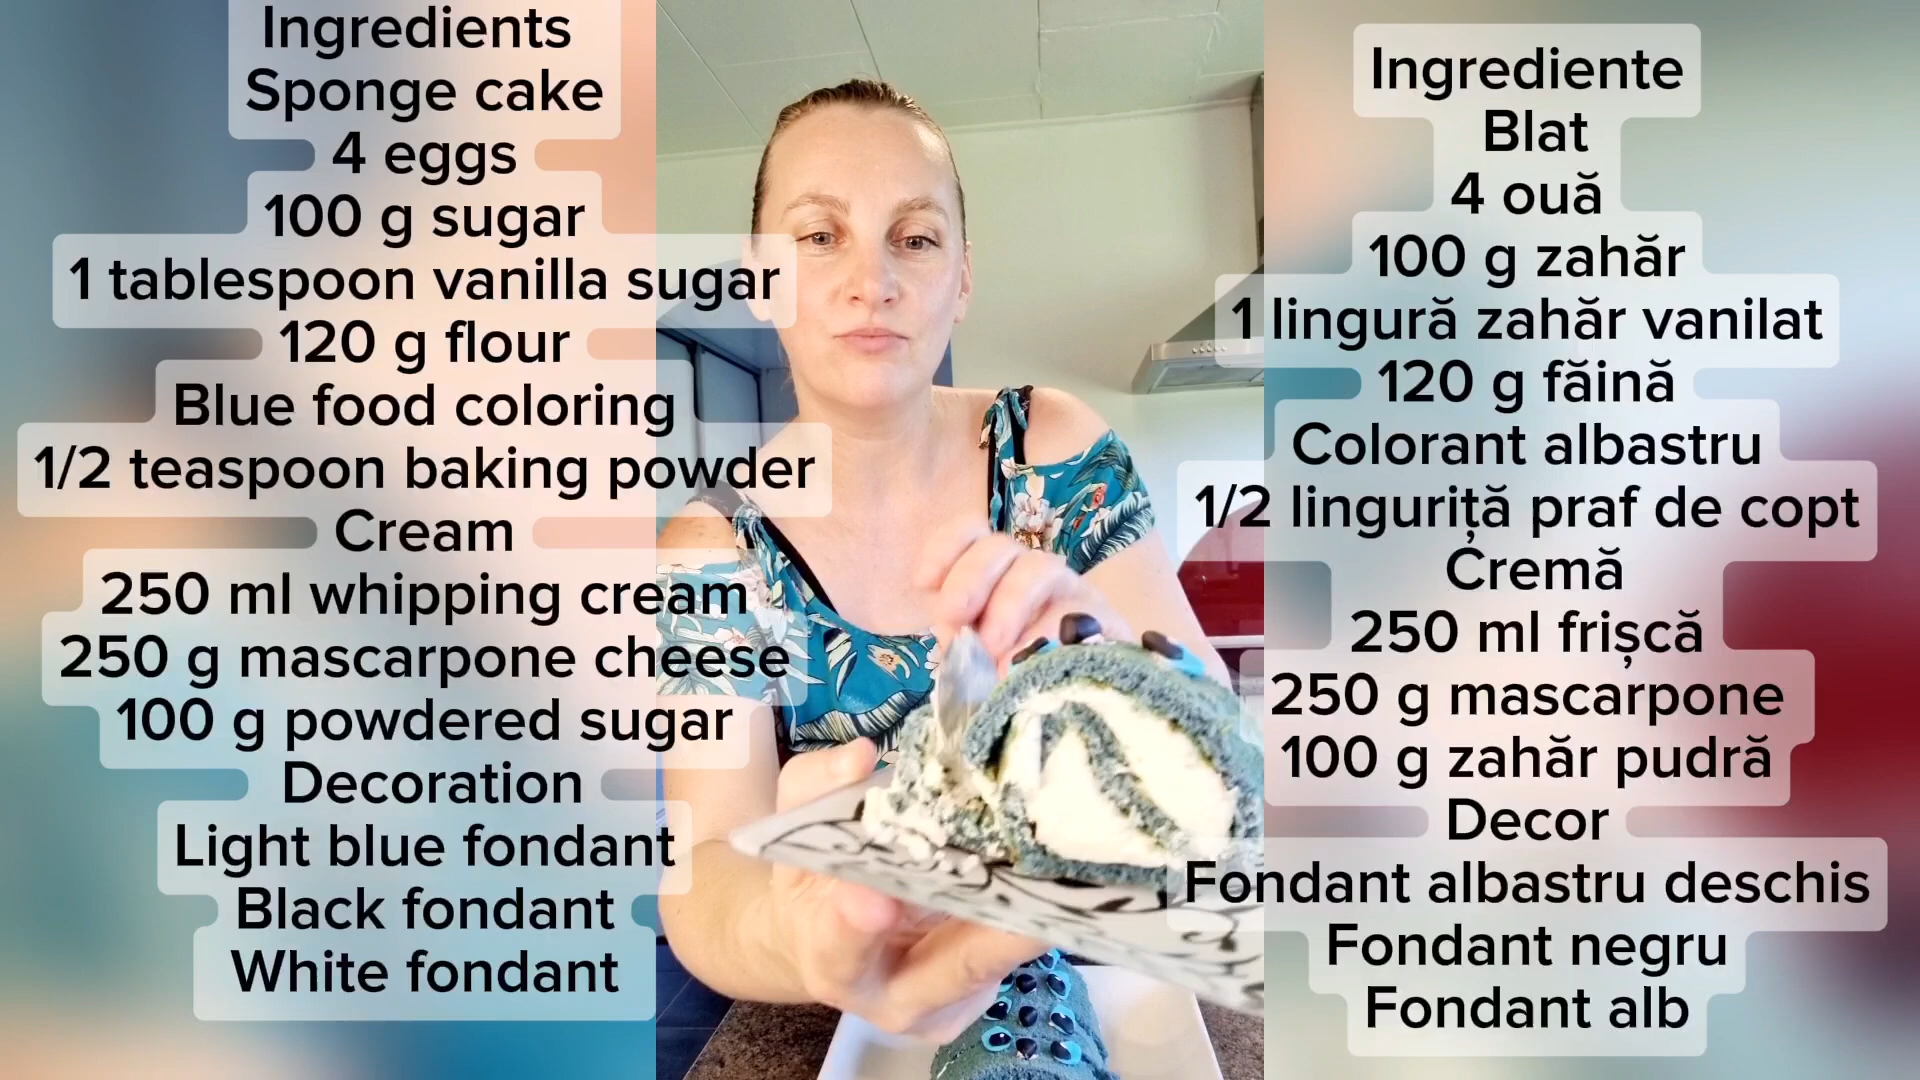 Ingredients
Sponge cake
4 eggs
100 g sugar
1 tablespoon vanilla sugar
120 g flour
Blue food coloring
1/2 teaspoon baking powder
Cream
250 ml whipping cream
250 g mascarpone cheese
100 g powdered sugar
Decoration
Light blue fondant
Black fondant
White fondant
Ingrediente
Blat
4 ouă
100 g zahăr
1 lingură zahăr vanilat
120 g făină
Colorant albastru
1/2 linguriță praf de copt
Cremă
250 ml frișcă
250 g mascarpone
100 g zahăr pudră
Decor
Fondant albastru deschis
Fondant negru
Fondant alb